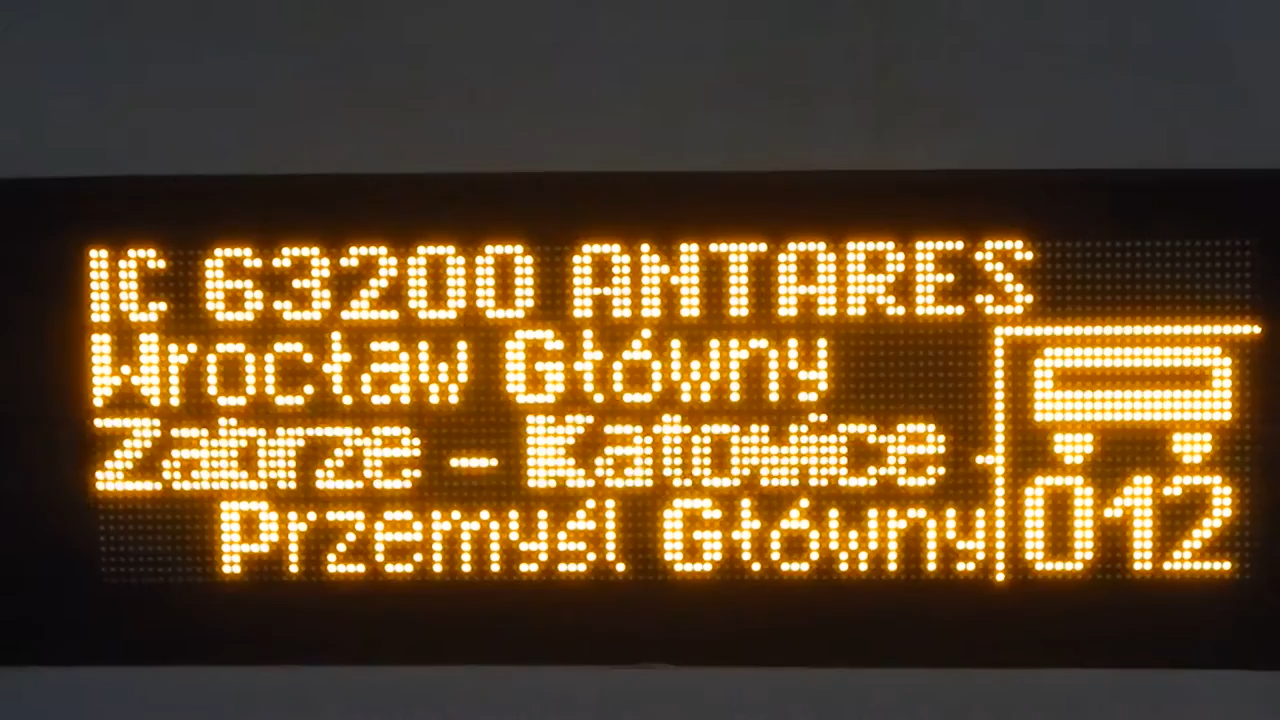 IC 63200 ANTARES
Wrocław Główny
Zabrze - Katowice -
Przemyśl Główny
012